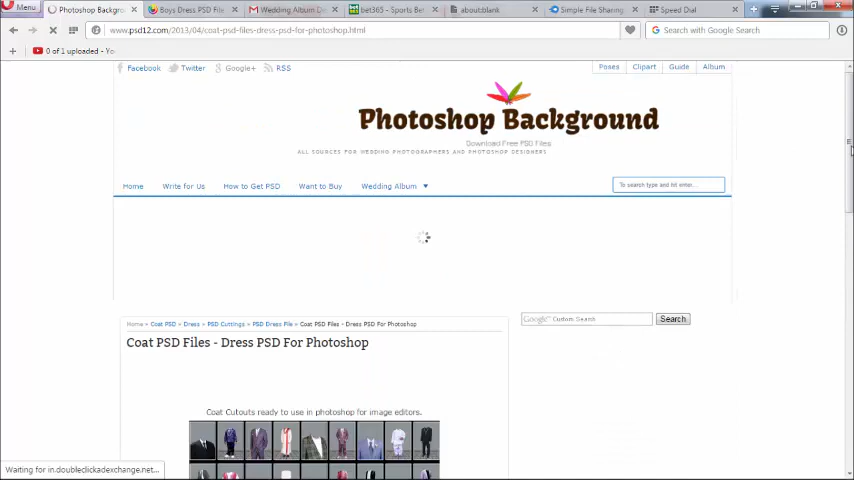 Menu
Photoshop Backgro
Boys Dress PSD File
Wedding Album D
bet365 - Sports Be
about:blank
Simple File Sharing
Speed Dial
www.psd12.com/2013/04/coat-psd-files-dress-psd-for-photoshop.html
Search with Google
0 of 1 uploaded - Yo
Facebook Twitter Google+ RSS
Poses Clipart Guide Album
Photoshop Background
Download Free PSD Files
ALL SOURCES FOR WEDDING PHOTOGRAPHERS AND PHOTOSHOP DESIGNERS
Home Write for Us How to Get PSD Want to Buy Wedding Album
To search type and hit enter...
Home » Coat PSD » Dress » PSD Cuttings » PSD Dress File » Coat PSD Files - Dress PSD For Photoshop
Google Custom Search Search
Coat PSD Files - Dress PSD For Photoshop
Coat Cutouts ready to use in photoshop for image editors.
Waiting for in.doubleclickadexchange.net...